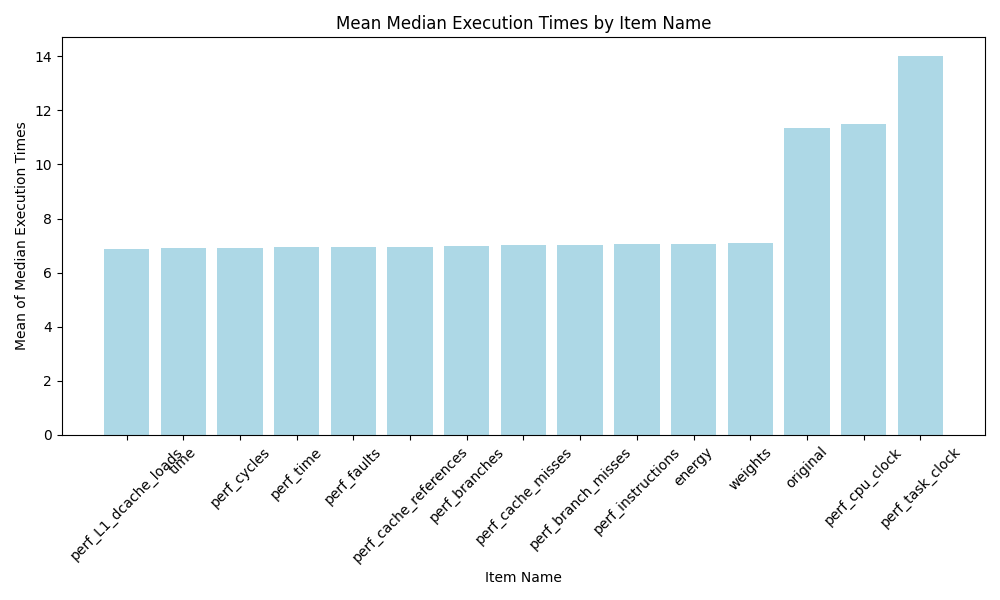 Mean Median Execution Times by Item Name
Mean of Median Execution Times
14
12
10
8
6
4
2
0
perf_L1_dcache_loads
time
perf_cycles
perf_time
perf_faults
perf_cache_references
perf_branches
perf_cache_misses
perf_branch_misses
perf_instructions
energy
weights
original
perf_cpu_clock
perf_task_clock
Item Name